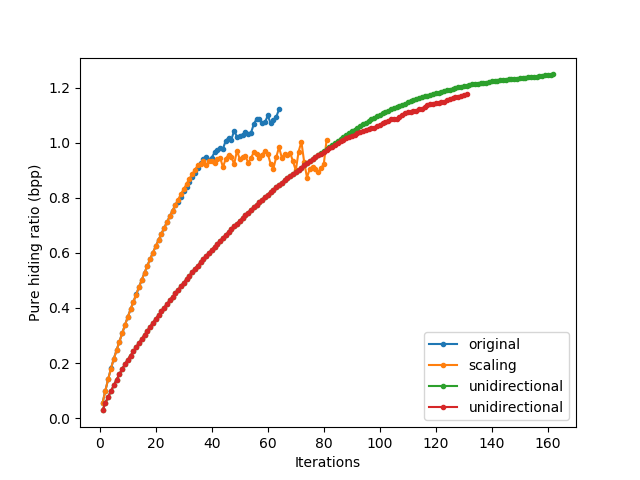 Pure hiding ratio (bpp)
1.2
1.0
0.8
0.6
0.4
0.2
0.0
original
scaling
unidirectional
unidirectional
0 20 40 60 80 100 120 140 160
Iterations